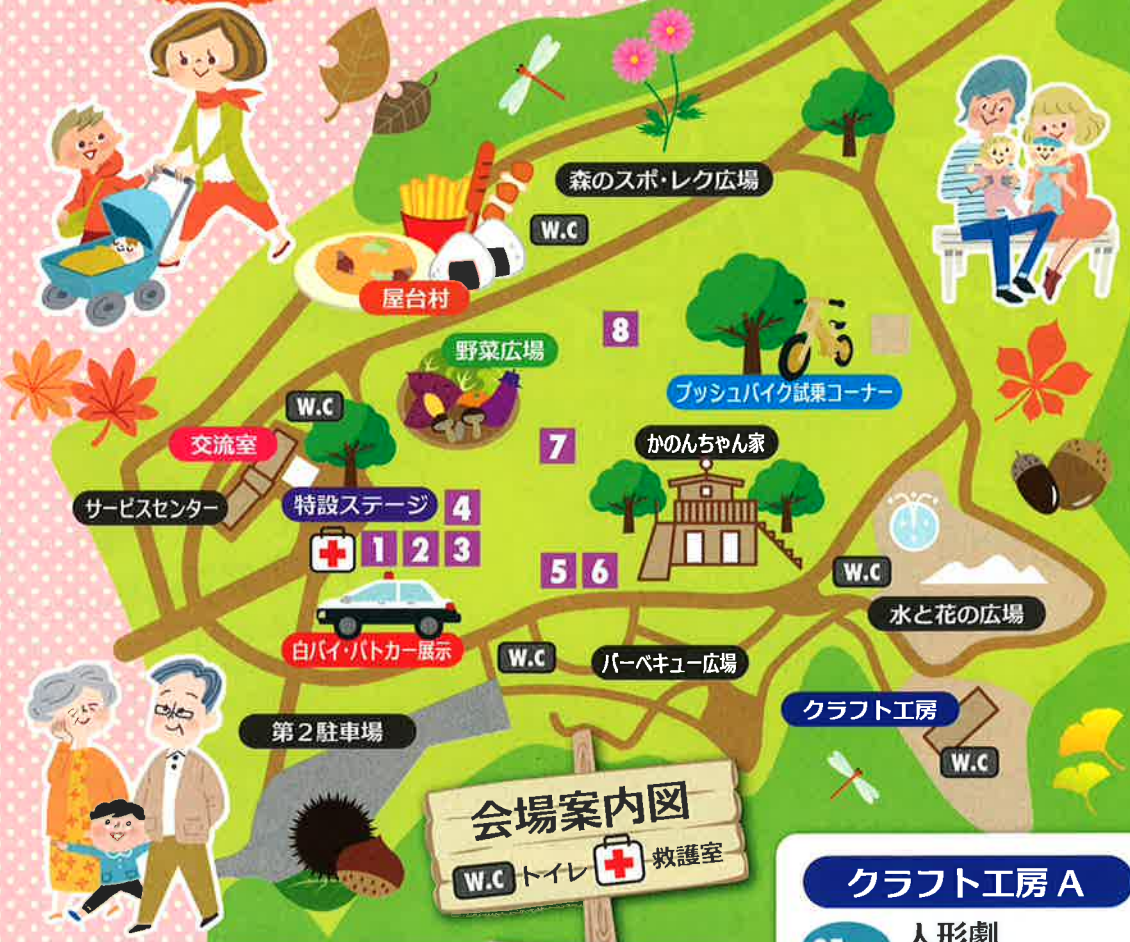 森のスポ・レク広場
W.C
屋台村
8
野菜広場
プッシュバイク試乗コーナー
W.C
交流室
7
かのんちゃん家
サービスセンター
特設ステージ
4
1 2 3
5 6
W.C
水と花の広場
白バイ・パトカー展示
W.C
バーベキュー広場
クラフト工房
第2駐車場
W.C
会場案内図
W.C トイレ 救護室
クラフト工房 A
人形劇